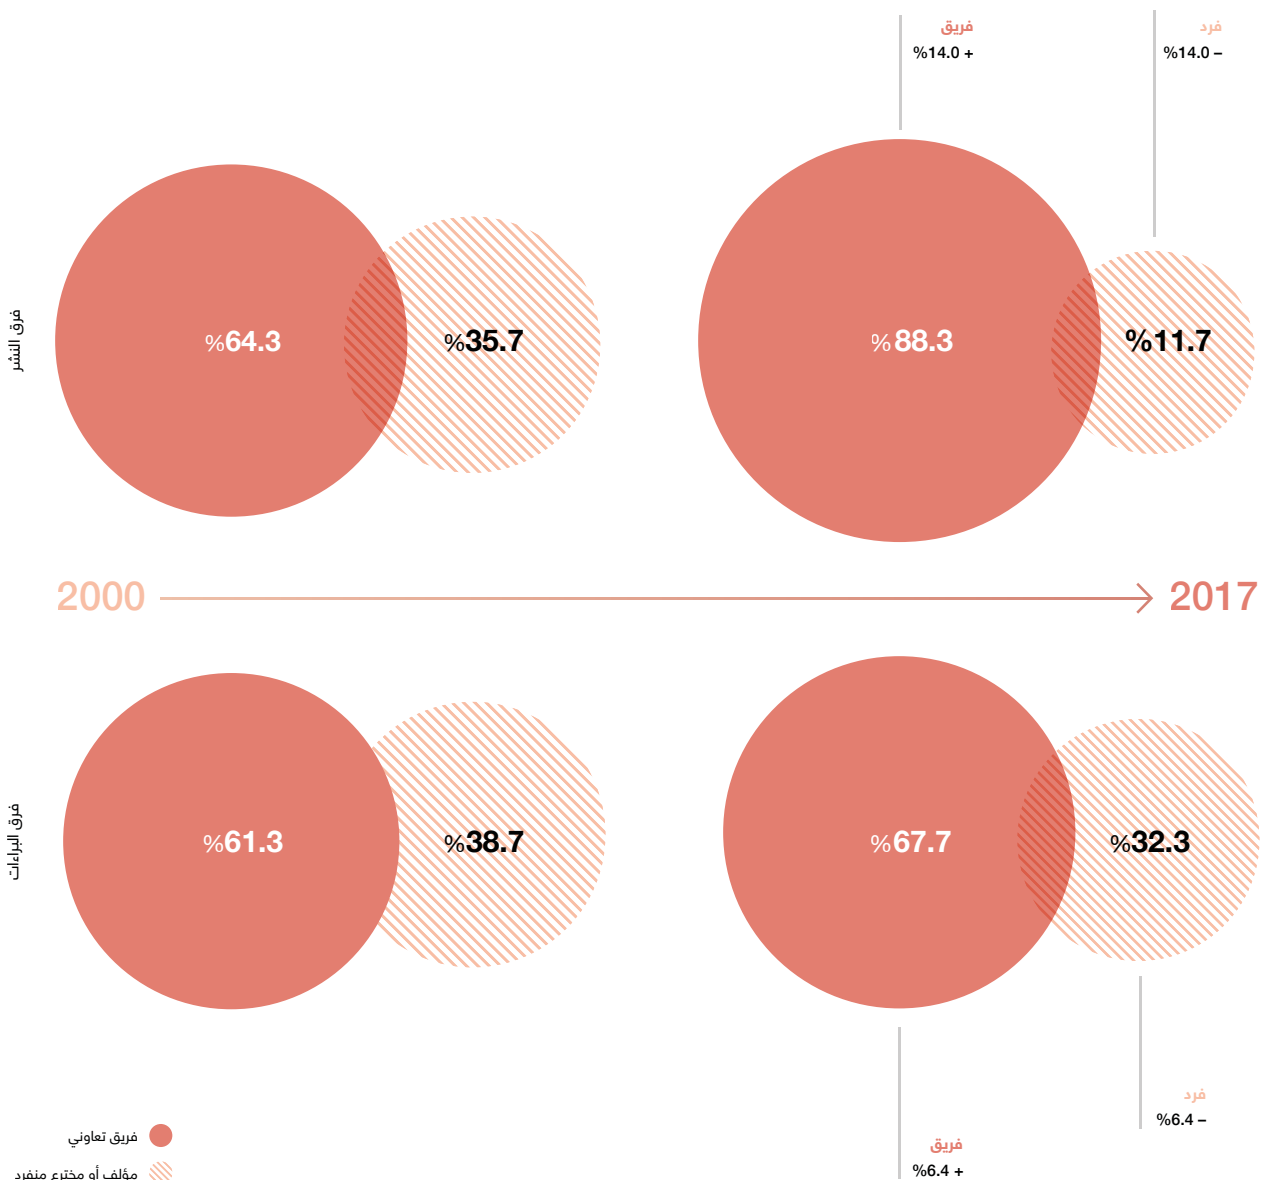 فريق
%14.0 +
فرد
%14.0 –
فرق النشر
%64.3
%35.7
%88.3
%11.7
2000
2017
فرق البراءات
%61.3
%38.7
%67.7
%32.3
فرد
%6.4 –
فريق
%6.4 +
فريق تعاوني
مؤلف أو مخترع منفرد